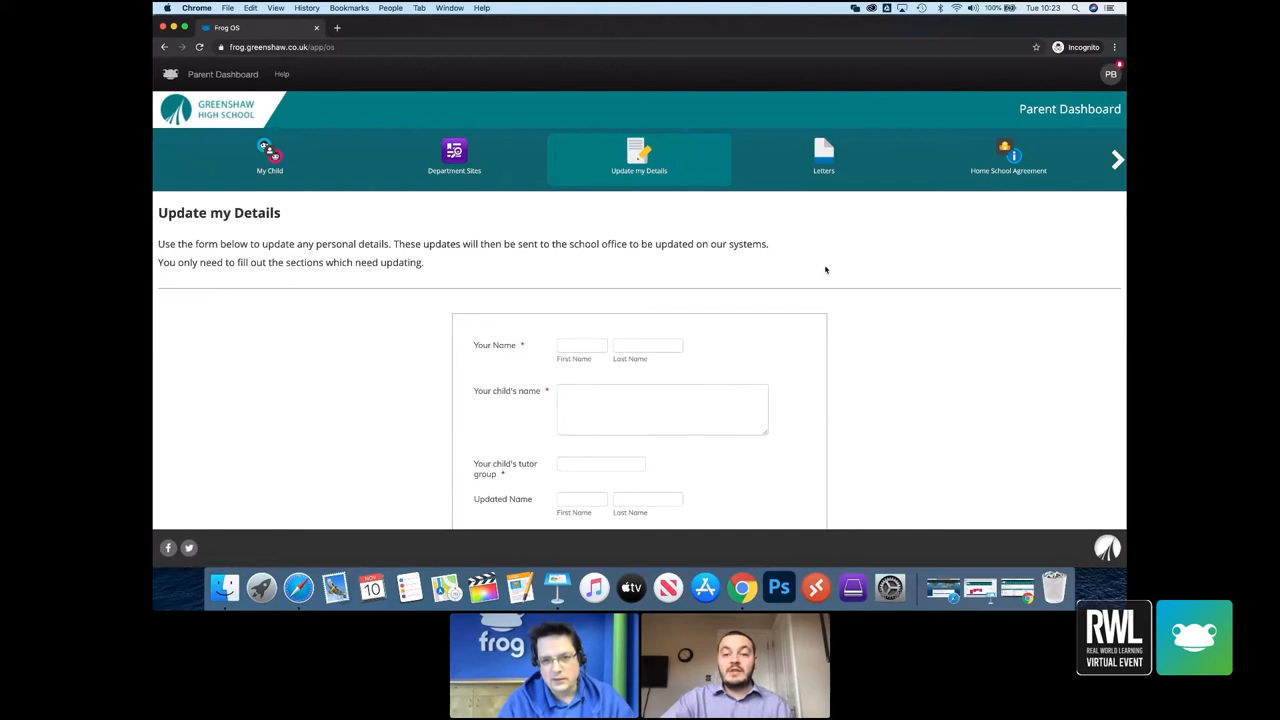 Chrome File Edit View History Bookmarks People Tab Window Help 100% Tue 10:23
Frog OS
frog.greenshaw.co.uk/app/os Incognito
Parent Dashboard Help PB
GREENSHAW
HIGH SCHOOL
Parent Dashboard
My Child Department Sites Update my Details Letters Home School Agreement
Update my Details
Use the form below to update any personal details. These updates will then be sent to the school office to be updated on our systems.
You only need to fill out the sections which need updating.
Your Name *
First Name Last Name
Your child's name *
Your child's tutor
group *
Updated Name
First Name Last Name
NOV
10
tv
Ps
frog
RWL
REAL WORLD LEARNING
VIRTUAL EVENT